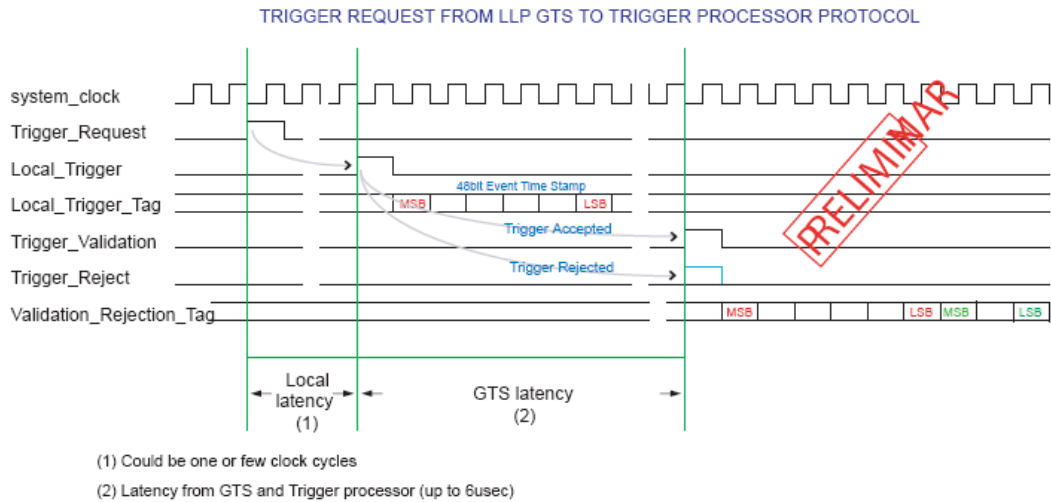 TRIGGER REQUEST FROM LLP GTS TO TRIGGER PROCESSOR PROTOCOL
system_clock
Trigger_Request
Local_Trigger
48bit Event Time Stamp
Local_Trigger_Tag
MSB LSB
Trigger_Validation
Trigger Accepted
Trigger_Reject
Trigger Rejected
Validation_Rejection_Tag
MSB LSB MSB LSB
PRELIMIMAR
Local
latency
(1)
GTS latency
(2)
(1) Could be one or few clock cycles
(2) Latency from GTS and Trigger processor (up to 6usec)